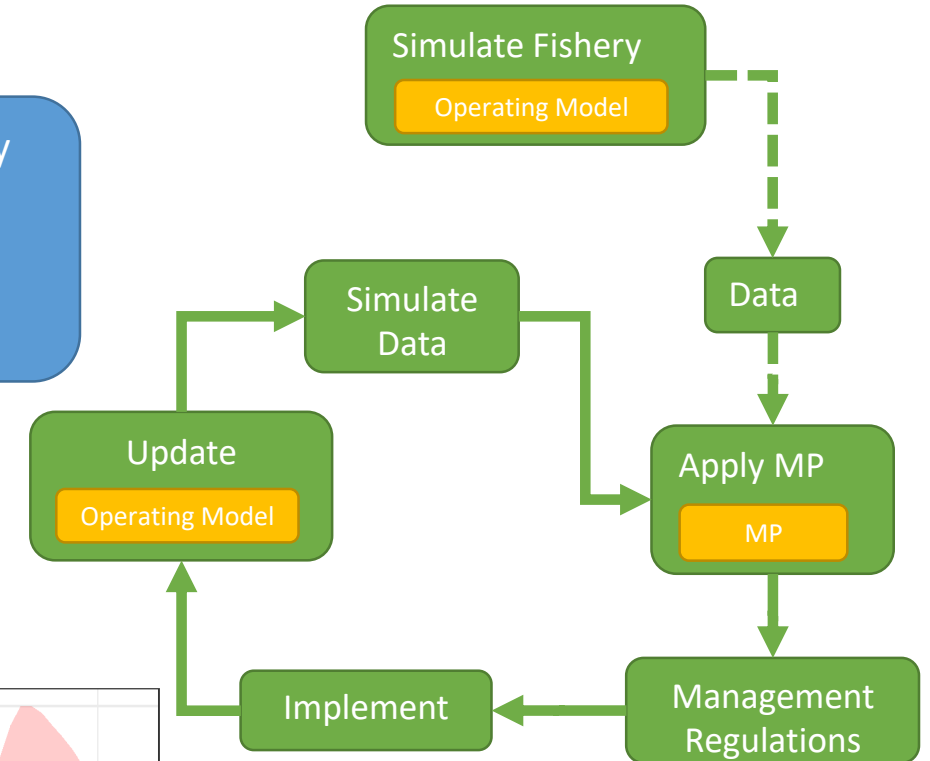 Simulate Fishery
Operating Model
Data
Simulate
Data
Update
Operating Model
Apply MP
MP
Implement
Management
Regulations